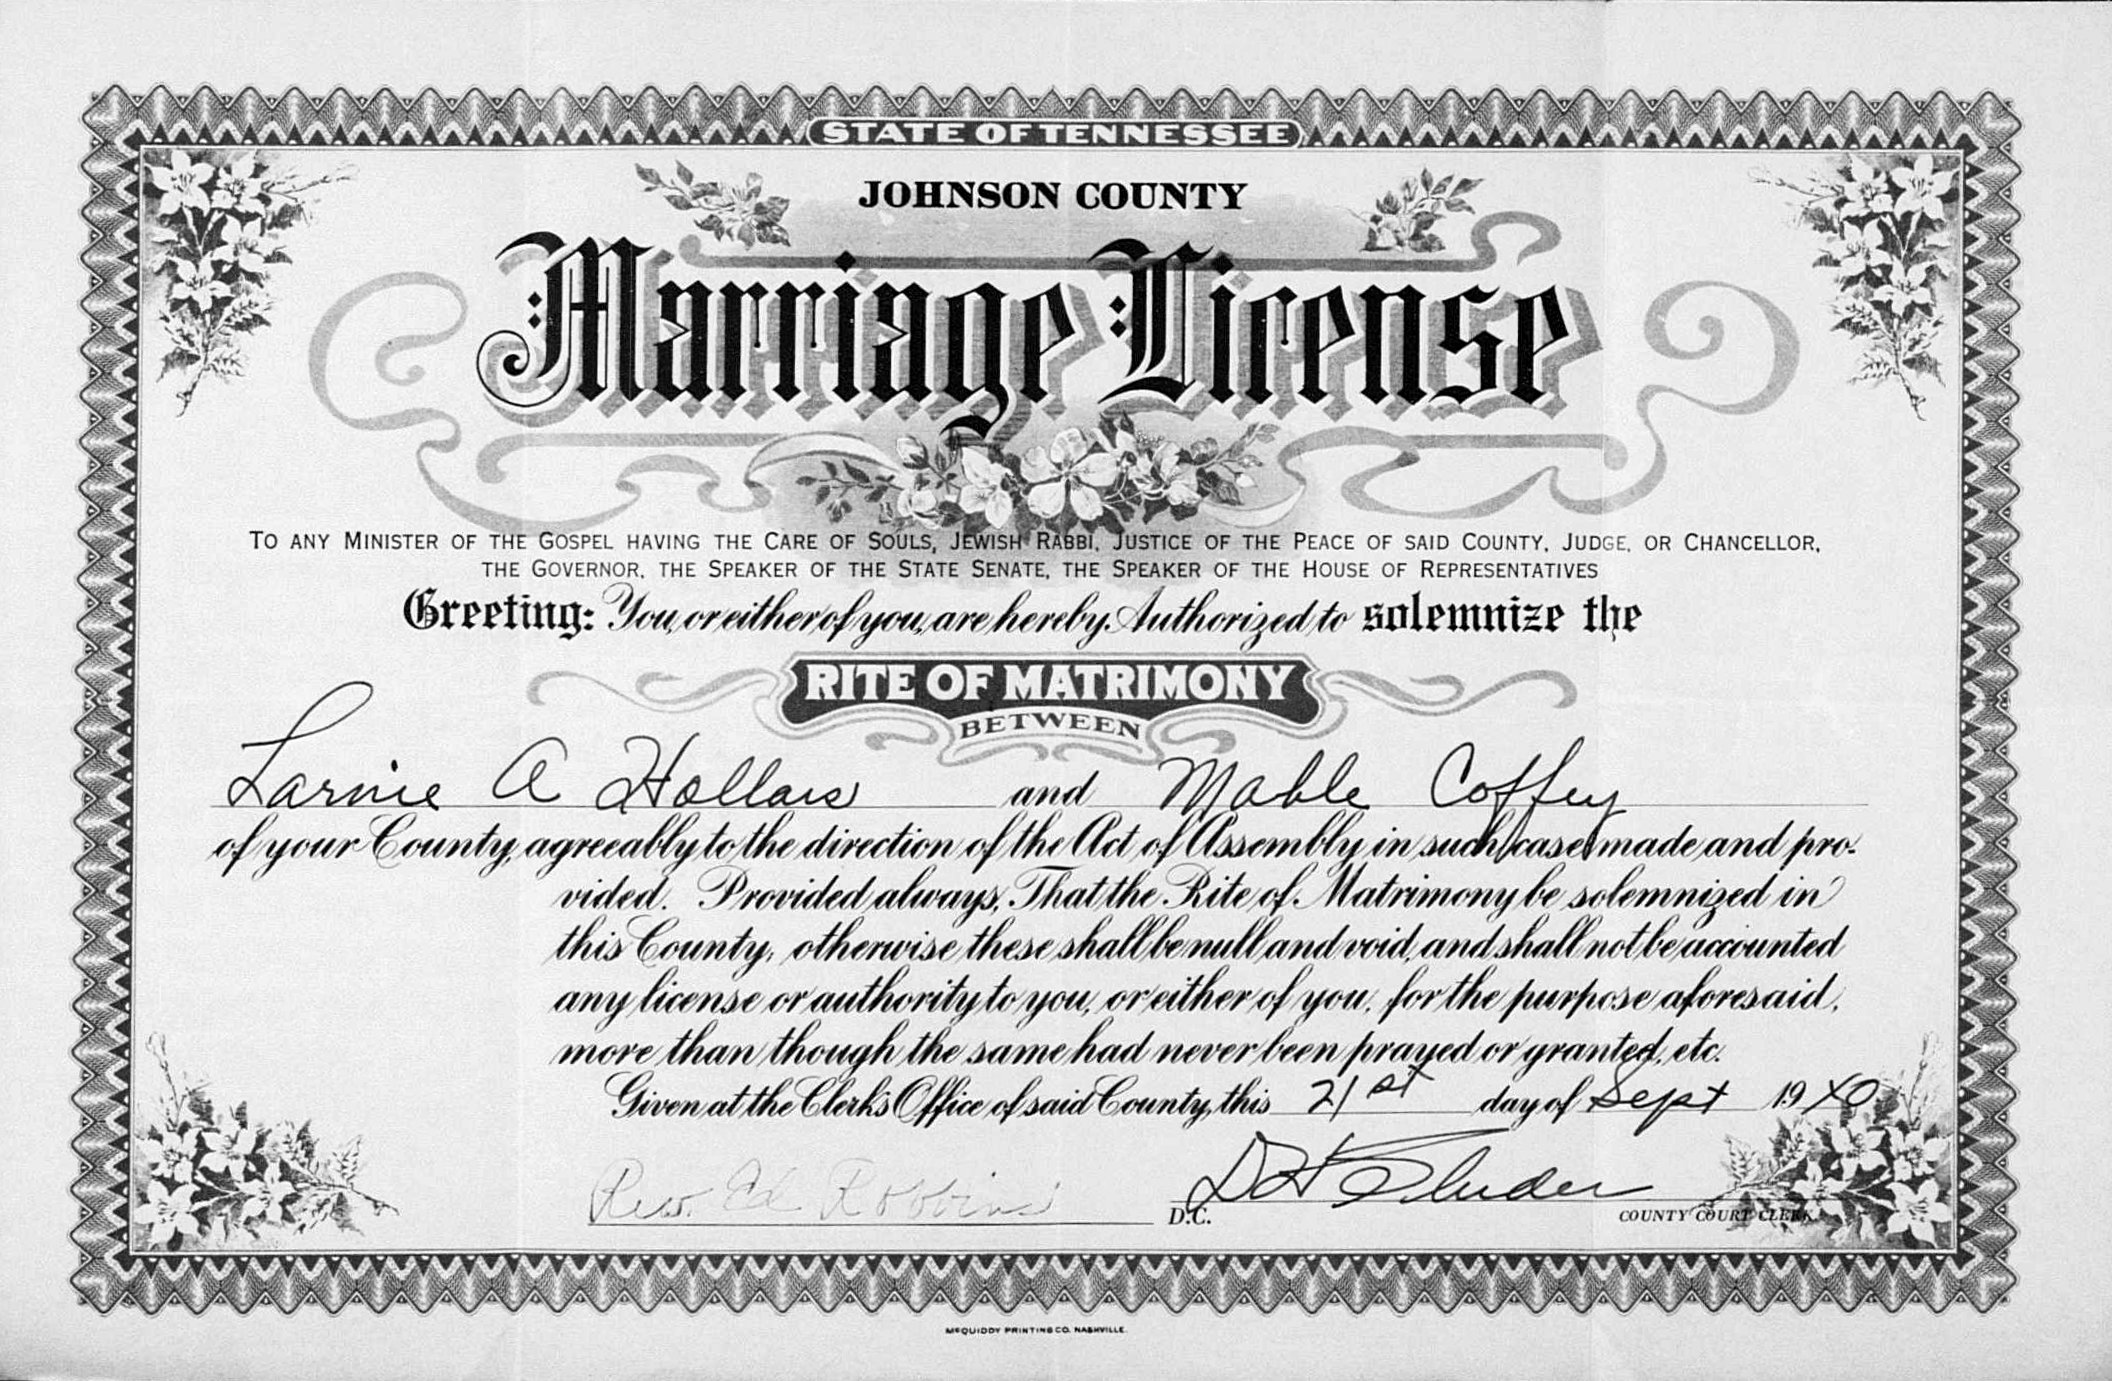 STATE OF TENNESSEE
JOHNSON COUNTY
Marriage License
TO ANY MINISTER OF THE GOSPEL HAVING THE CARE OF SOULS, JEWISH RABBI, JUSTICE OF THE PEACE OF SAID COUNTY, JUDGE, OR CHANCELLOR,
THE GOVERNOR, THE SPEAKER OF THE STATE SENATE, THE SPEAKER OF THE HOUSE OF REPRESENTATIVES
Greeting: You, or either of you, are hereby Authorized to solemnize the
RITE OF MATRIMONY
BETWEEN
Larnie A Hollars and Mable Coffey
of your County, agreeably to the direction of the Act of Assembly in such case made and pro-
vided. Provided always, That the Rite of Matrimony be solemnized in
this County, otherwise these shall be null and void, and shall not be accounted
any license or authority to you, or either of you, for the purpose aforesaid,
more than though the same had never been prayed or granted, etc.
Given at the Clerk's Office of said County, this 21st day of Sept 1940
Rev. Ed Robbins D.C.
COUNTY COURT CLERK.
McQUIDDY PRINTING CO. NASHVILLE.